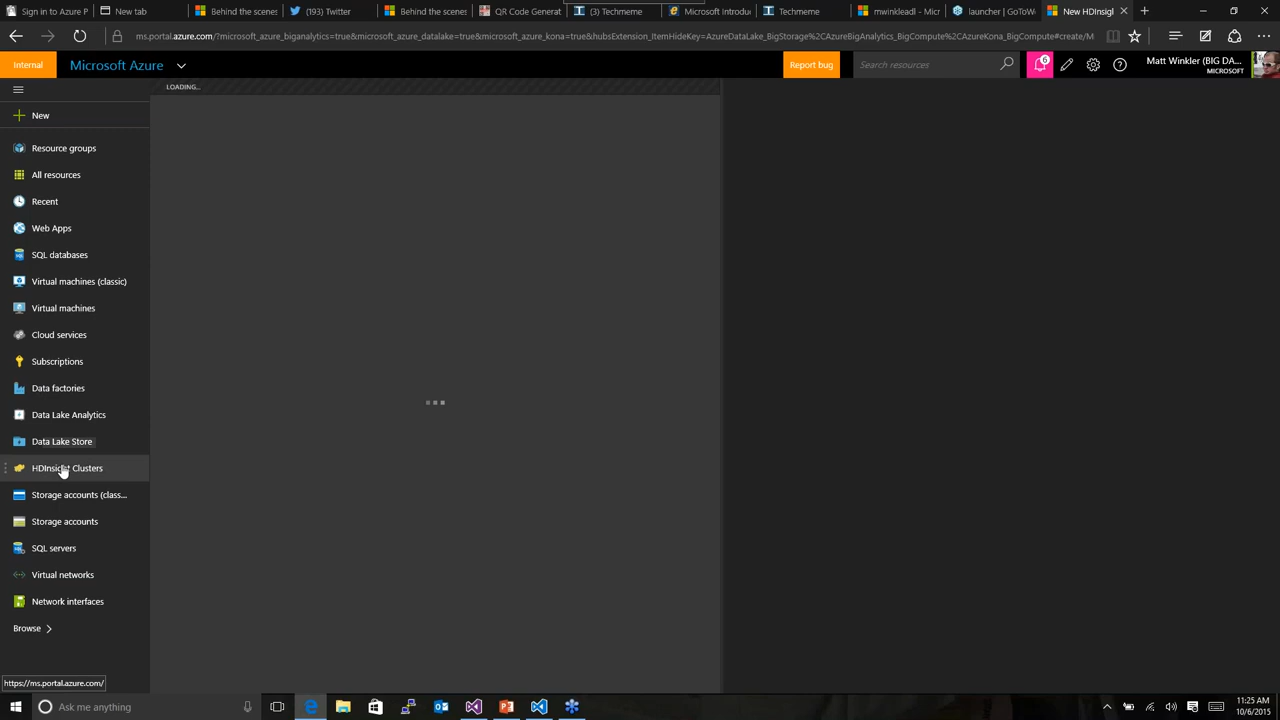 Sign in to Azure P
New tab
Behind the scenes
(193) Twitter
Behind the scenes
QR Code Generat
(3) Techmeme
Microsoft Introdu
Techmeme
mwinkleadl - Micr
launcher | GoToWe
New HDInsigh
ms.portal.azure.com/?microsoft_azure_biganalytics=true&microsoft_azure_datalake=true&microsoft_azure_kona=true&hubsExtension_ItemHideKey=AzureDataLake_BigStorage%2CAzureBigAnalytics_BigCompute%2CAzureKona_BigCompute#create/M
Internal
Microsoft Azure
Report bug
Search resources
6
Matt Winkler (BIG DA...
MICROSOFT
LOADING...
New
Resource groups
All resources
Recent
Web Apps
SQL databases
Virtual machines (classic)
Virtual machines
Cloud services
Subscriptions
Data factories
Data Lake Analytics
Data Lake Store
HDInsight Clusters
Storage accounts (class...
Storage accounts
SQL servers
Virtual networks
Network interfaces
Browse
https://ms.portal.azure.com/
Ask me anything
11:25 AM
10/6/2015